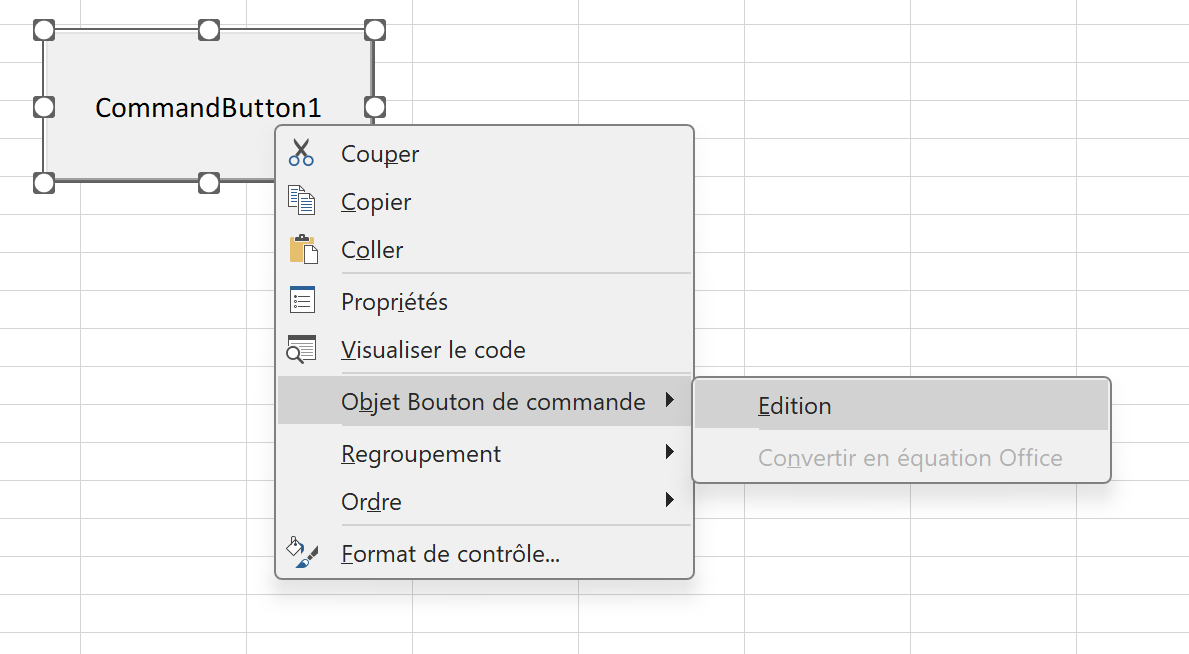 CommandButton1
Couper
Copier
Coller
Propriétés
Visualiser le code
Objet Bouton de commande
Edition
Convertir en équation Office
Regroupement
Ordre
Format de contrôle...